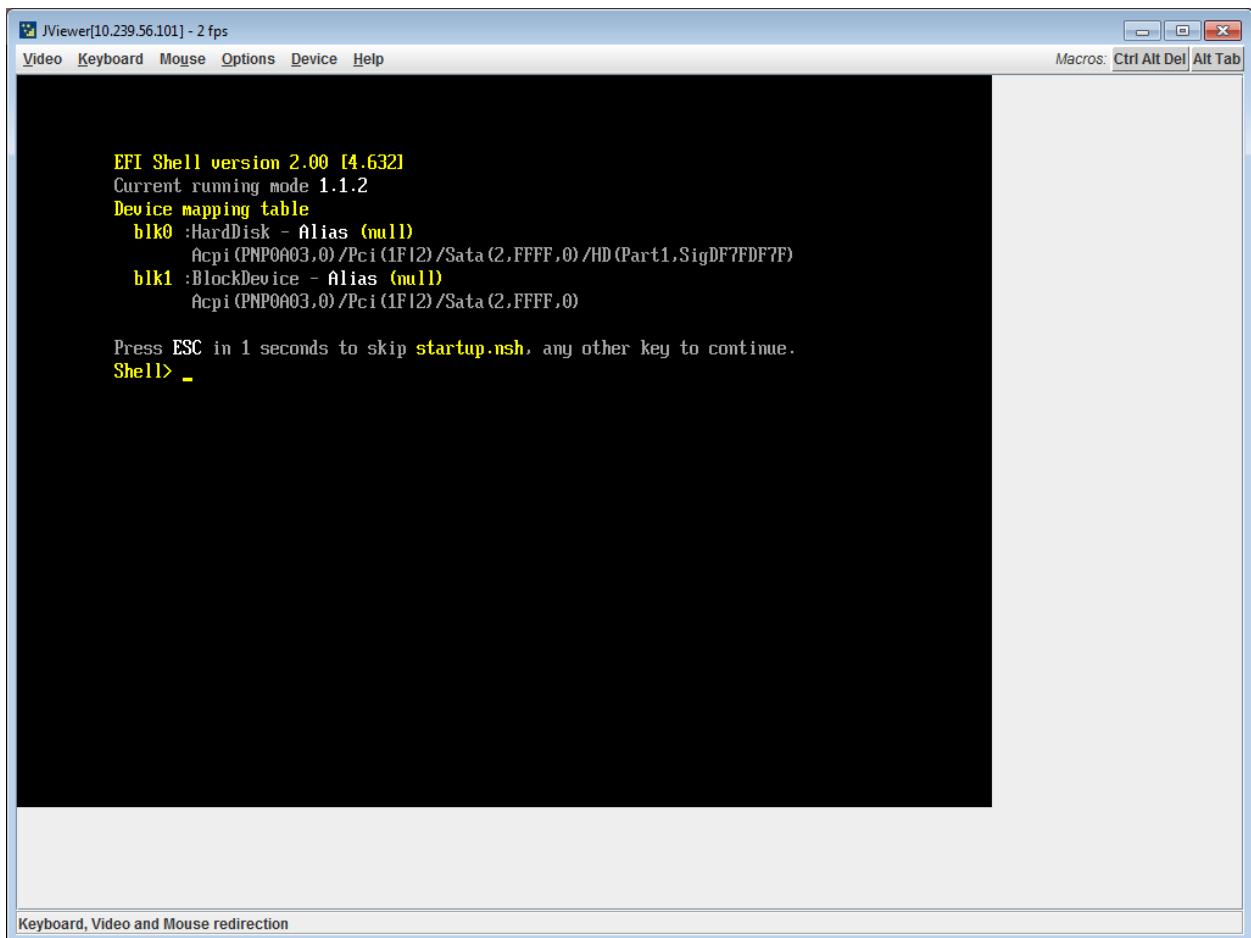 JViewer[10.239.56.101] - 2 fps
Video Keyboard Mouse Options Device Help Macros: Ctrl Alt Del Alt Tab
EFI Shell version 2.00 [4.632]
Current running mode 1.1.2
Device mapping table
blk0 :HardDisk - Alias (null)
Acpi(PNP0A03,0)/Pci(1F|2)/Sata(2,FFFF,0)/HD(Part1,SigDF7FDF7F)
blk1 :BlockDevice - Alias (null)
Acpi(PNP0A03,0)/Pci(1F|2)/Sata(2,FFFF,0)
Press ESC in 1 seconds to skip startup.nsh, any other key to continue.
Shell> _
Keyboard, Video and Mouse redirection